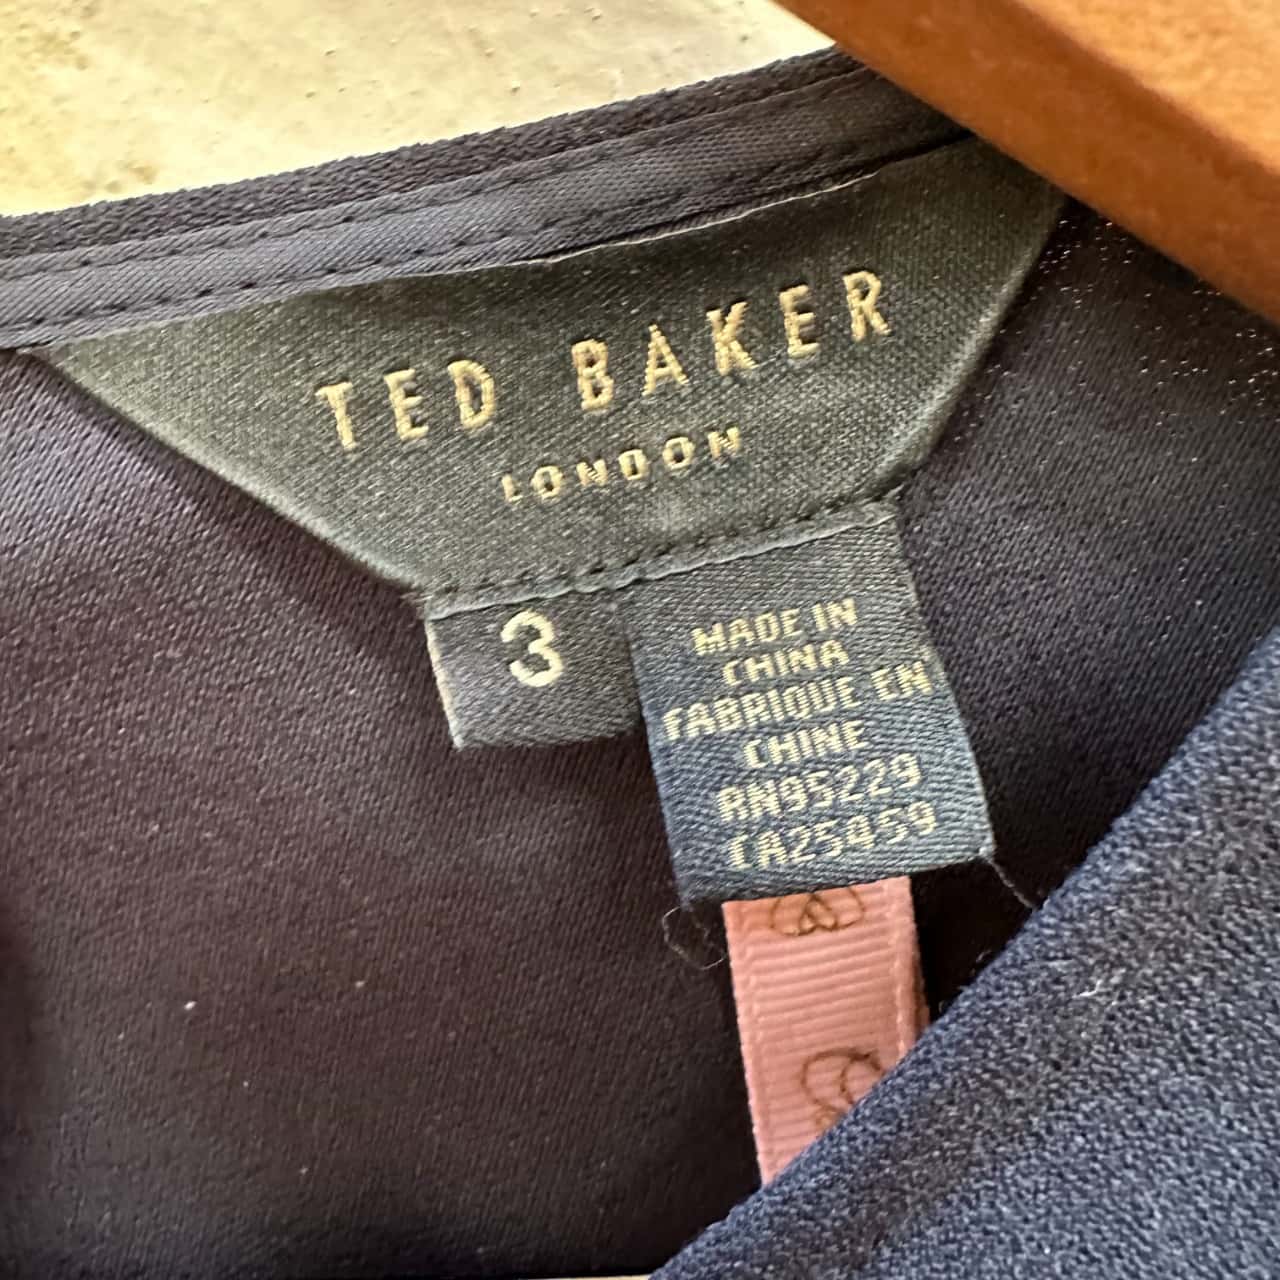 TED BAKER
LONDON
3
MADE IN
CHINA
FABRIQUE EN
CHINE
RN95229
CA25459